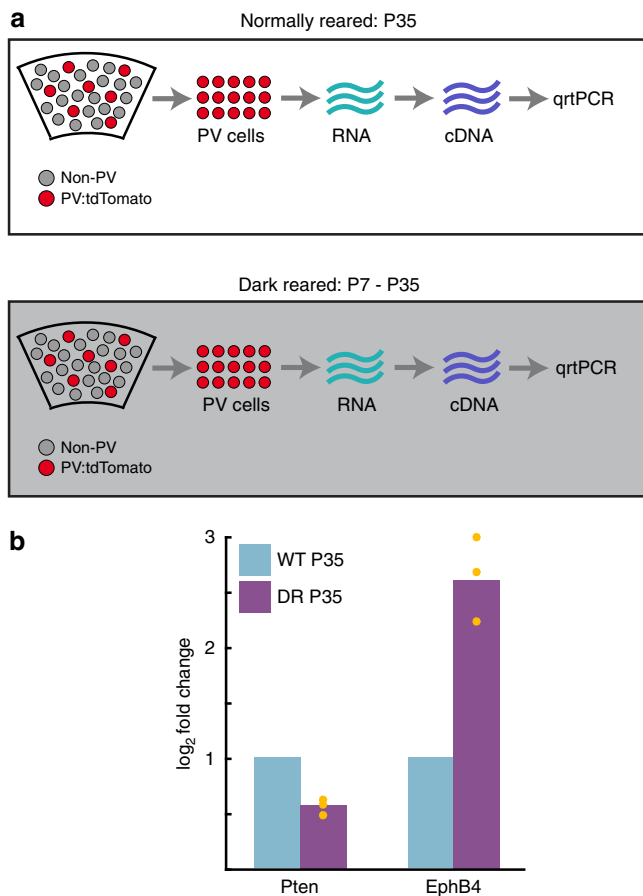 a
Normally reared: P35
PV cells
RNA
cDNA
qrtPCR
Non-PV
PV:tdTomato
Dark reared: P7 - P35
PV cells
RNA
cDNA
qrtPCR
Non-PV
PV:tdTomato
b
3
2
1
log₂ fold change
WT P35
DR P35
Pten
EphB4